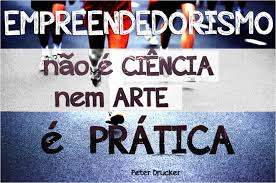 EMPREENDEDORISMO
não é CIÊNCIA
nem ARTE
é PRÁTICA
Peter Drucker